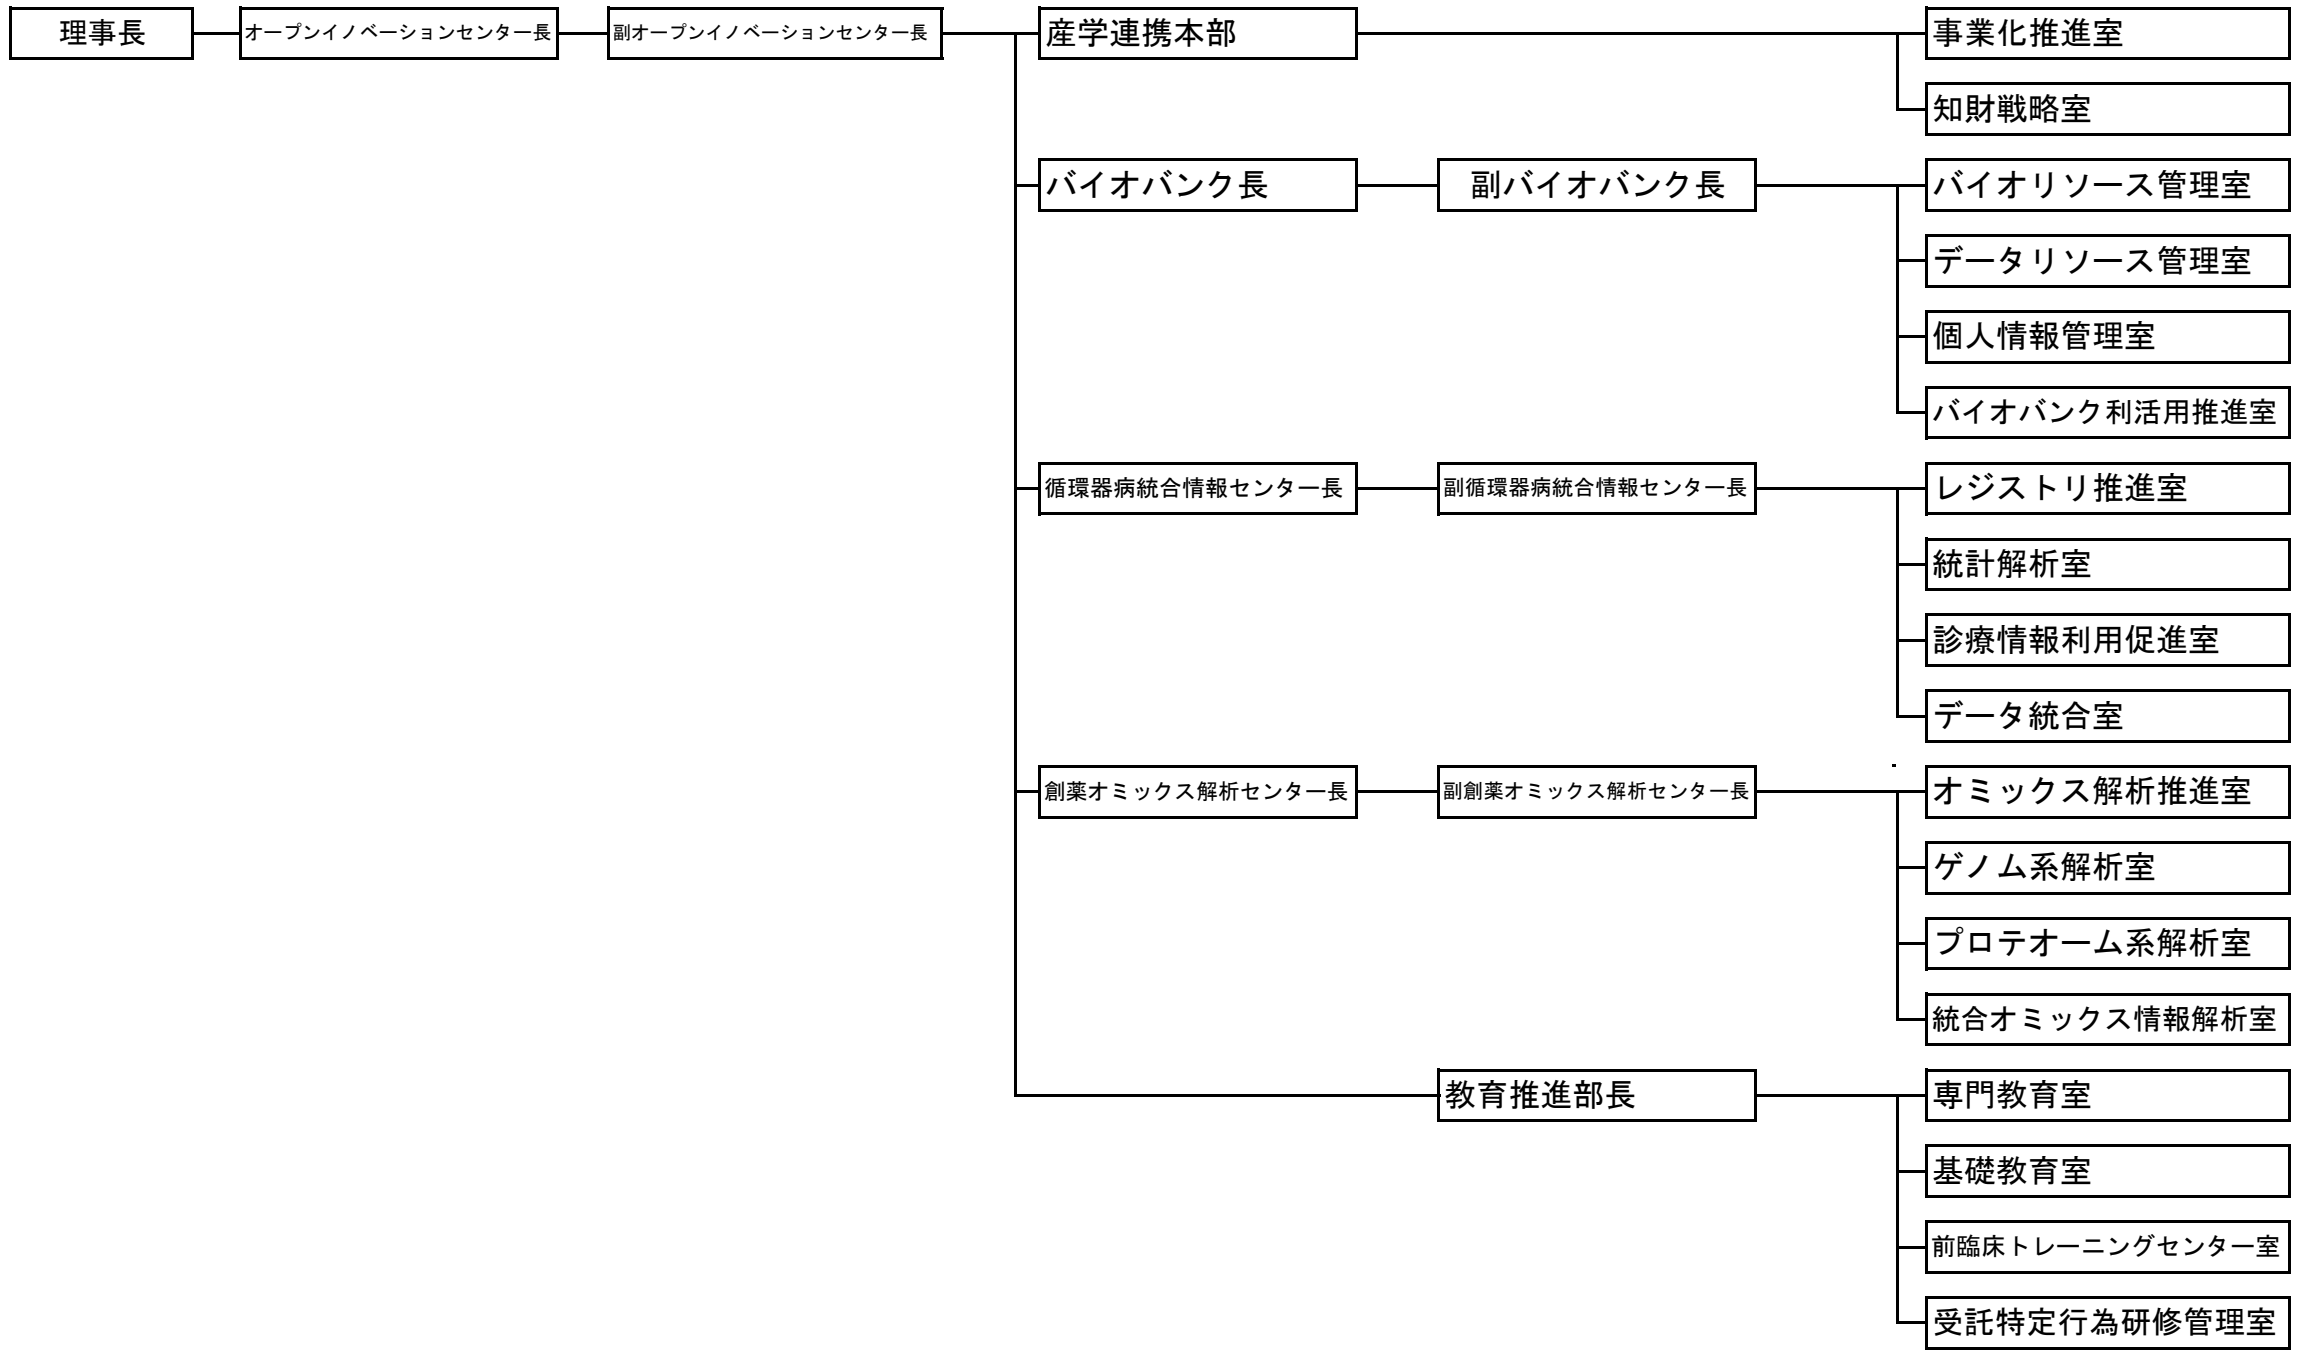 理事長
オープンイノベーションセンター長
副オープンイノベーションセンター長
産学連携本部
事業化推進室
知財戦略室
バイオバンク長
副バイオバンク長
バイオリソース管理室
データリソース管理室
個人情報管理室
バイオバンク利活用推進室
循環器病統合情報センター長
副循環器病統合情報センター長
レジストリ推進室
統計解析室
診療情報利用促進室
データ統合室
創薬オミックス解析センター長
副創薬オミックス解析センター長
オミックス解析推進室
ゲノム系解析室
プロテオーム系解析室
統合オミックス情報解析室
教育推進部長
専門教育室
基礎教育室
前臨床トレーニングセンター室
受託特定行為研修管理室